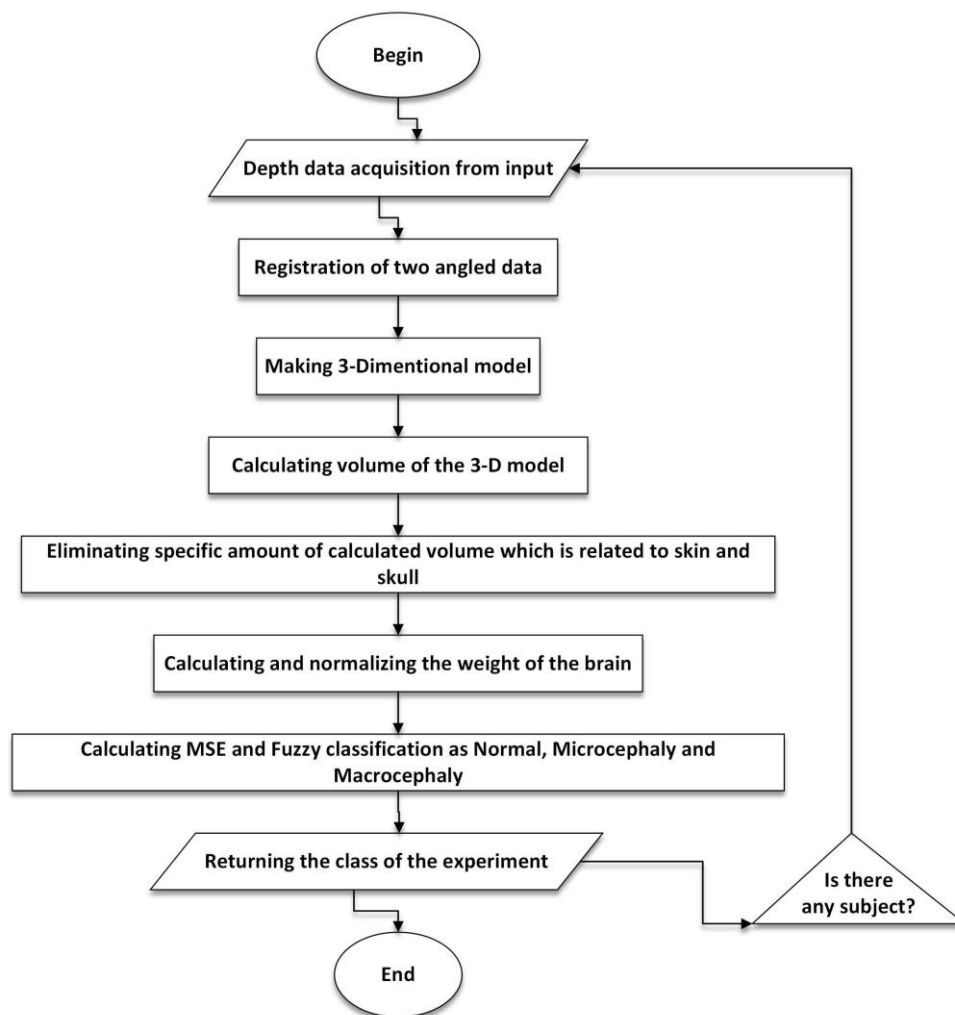 Begin
Depth data acquisition from input
Registration of two angled data
Making 3-Dimentional model
Calculating volume of the 3-D model
Eliminating specific amount of calculated volume which is related to skin and
skull
Calculating and normalizing the weight of the brain
Calculating MSE and Fuzzy classification as Normal, Microcephaly and
Macrocephaly
Returning the class of the experiment
Is there
any subject?
End